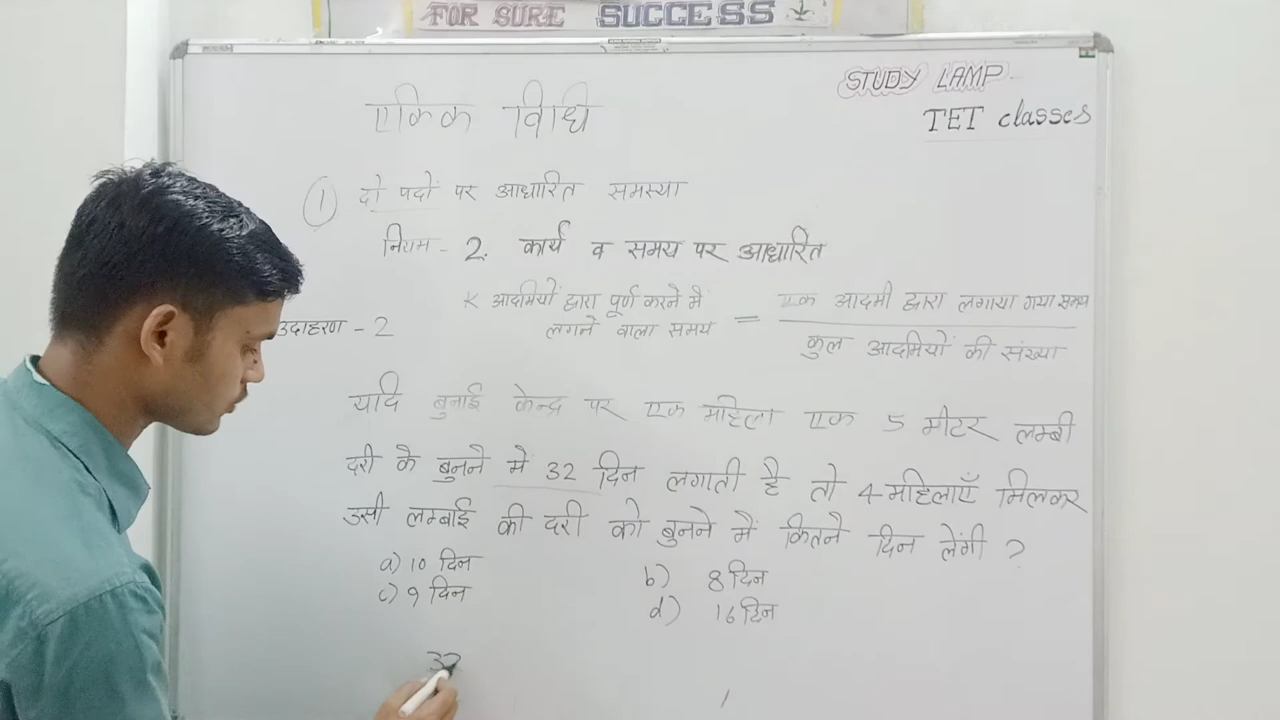 FOR SURE SUCCESS
STUDY LAMP
TET classes
एकिक विधि
① दो पदों पर आधारित समस्या
नियम - 2. कार्य व समय पर आधारित
K आदमियों द्वारा पूर्ण करने में
लगने वाला समय = एक आदमी द्वारा लगाया गया समय
कुल आदमियों की संख्या
उदाहरण - 2
यदि बुनाई केन्द्र पर एक महिला एक 5 मीटर लम्बी
दरी के बुनने में 32 दिन लगाती है तो 4 महिलाएँ मिलकर
उसी लम्बाई की दरी को बुनने में कितने दिन लेंगी ?
a) 10 दिन b) 8 दिन
c) 9 दिन d) 16 दिन
32